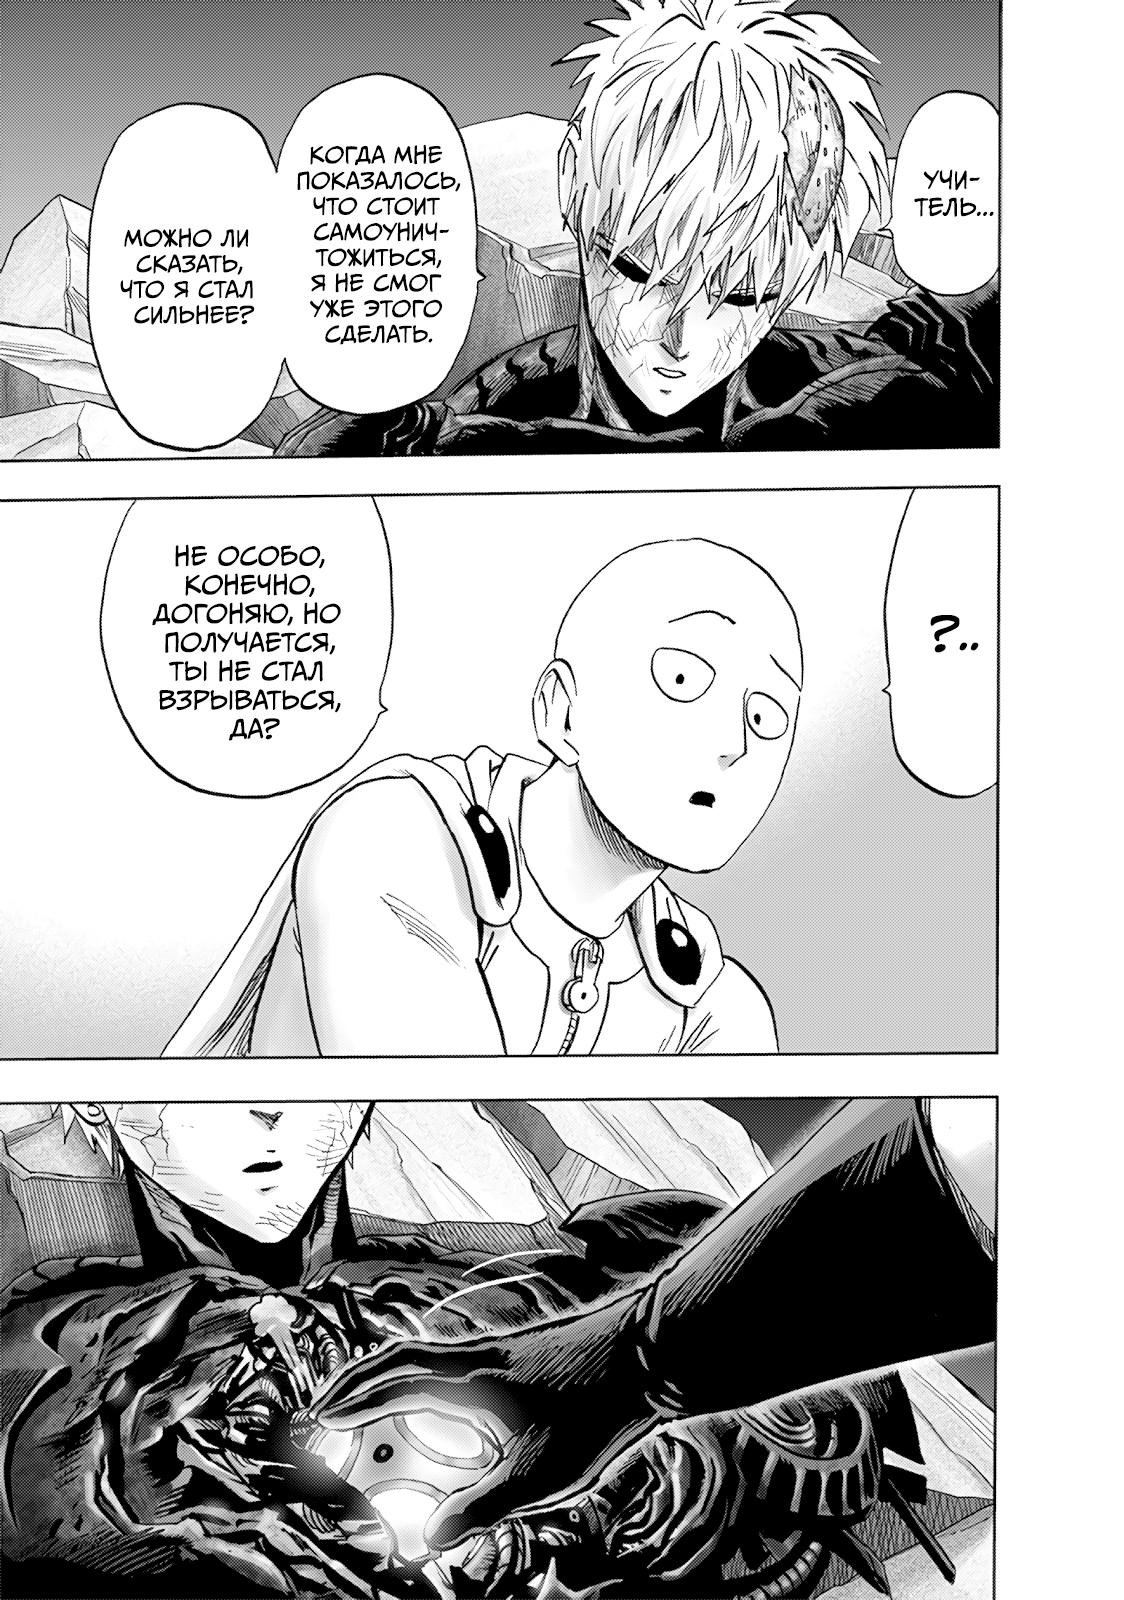 УЧИ-
ТЕЛЬ...
КОГДА МНЕ
ПОКАЗАЛОСЬ,
ЧТО СТОИТ
САМОУНИЧ-
ТОЖИТЬСЯ,
Я НЕ СМОГ
УЖЕ ЭТОГО
СДЕЛАТЬ.
МОЖНО ЛИ
СКАЗАТЬ,
ЧТО Я СТАЛ
СИЛЬНЕЕ?
?..
НЕ ОСОБО,
КОНЕЧНО,
ДОГОНЯЮ, НО
ПОЛУЧАЕТСЯ,
ТЫ НЕ СТАЛ
ВЗРЫВАТЬСЯ,
ДА?